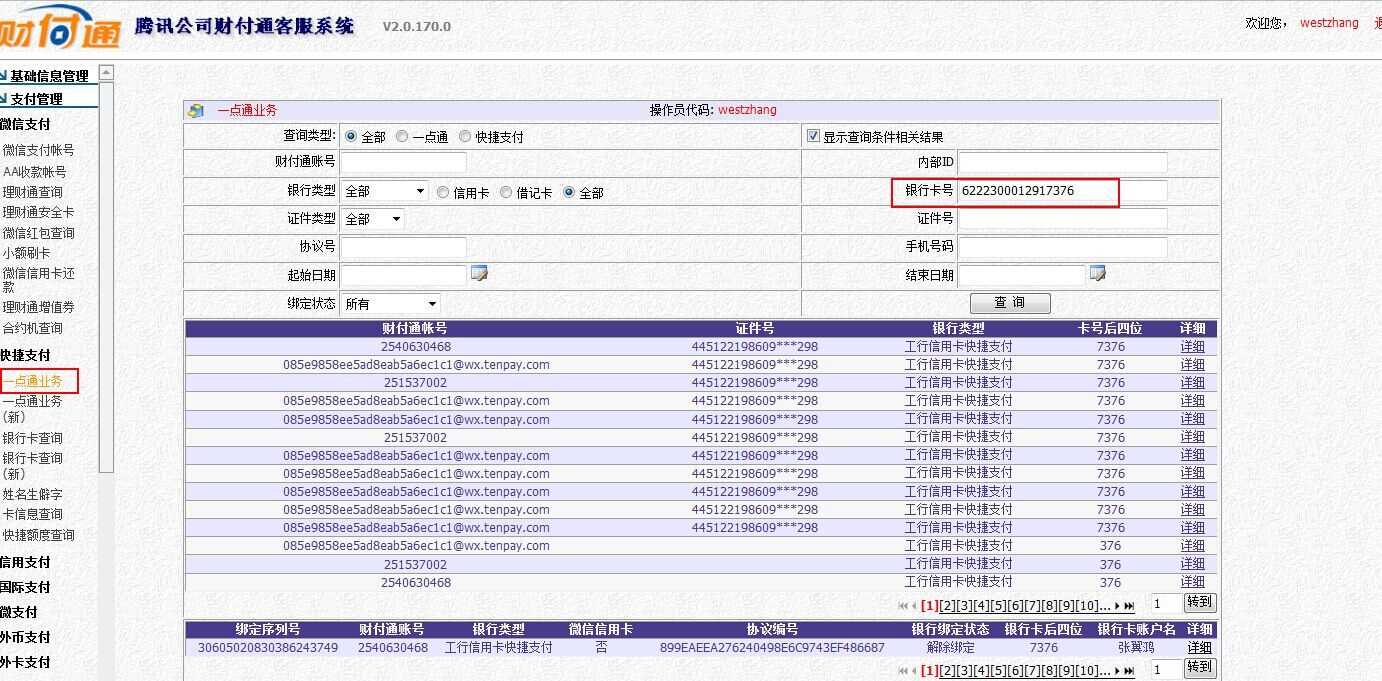 财付通 腾讯公司财付通客服系统 V2.0.170.0 欢迎您， westzhang
基础信息管理
支付管理
微信支付
微信支付帐号
AA收款帐号
理财通查询
理财通安全卡
微信红包查询
小额刷卡
微信信用卡还
款
理财通增值券
合约机查询
快捷支付
一点通业务
一点通业务
(新)
银行卡查询
银行卡查询
(新)
姓名生僻字
卡信息查询
快捷额度查询
信用支付
国际支付
微支付
外币支付
外卡支付
一点通业务 操作员代码: westzhang
查询类型: 全部 一点通 快捷支付 显示查询条件相关结果
财付通账号 内部ID
银行类型 全部 信用卡 借记卡 全部 银行卡号 6222300012917376
证件类型 全部 证件号
协议号 手机号码
起始日期 结束日期
绑定状态 所有 查 询
财付通帐号 证件号 银行类型 卡号后四位 详细
2540630468 445122198609***298 工行信用卡快捷支付 7376 详细
085e9858ee5ad8eab5a6ec1c1@wx.tenpay.com 445122198609***298 工行信用卡快捷支付 7376 详细
251537002 445122198609***298 工行信用卡快捷支付 7376 详细
085e9858ee5ad8eab5a6ec1c1@wx.tenpay.com 445122198609***298 工行信用卡快捷支付 7376 详细
085e9858ee5ad8eab5a6ec1c1@wx.tenpay.com 445122198609***298 工行信用卡快捷支付 7376 详细
251537002 445122198609***298 工行信用卡快捷支付 7376 详细
085e9858ee5ad8eab5a6ec1c1@wx.tenpay.com 445122198609***298 工行信用卡快捷支付 7376 详细
085e9858ee5ad8eab5a6ec1c1@wx.tenpay.com 445122198609***298 工行信用卡快捷支付 7376 详细
085e9858ee5ad8eab5a6ec1c1@wx.tenpay.com 445122198609***298 工行信用卡快捷支付 7376 详细
085e9858ee5ad8eab5a6ec1c1@wx.tenpay.com 445122198609***298 工行信用卡快捷支付 7376 详细
085e9858ee5ad8eab5a6ec1c1@wx.tenpay.com 445122198609***298 工行信用卡快捷支付 7376 详细
085e9858ee5ad8eab5a6ec1c1@wx.tenpay.com 工行信用卡快捷支付 376 详细
251537002 工行信用卡快捷支付 376 详细
2540630468 工行信用卡快捷支付 376 详细
[1][2][3][4][5][6][7][8][9][10]... 1 转到
绑定序列号 财付通账号 银行类型 微信信用卡 协议编号 银行绑定状态 银行卡后四位 银行卡账户名 详细
30605020830386243749 2540630468 工行信用卡快捷支付 否 899EAEEA276240498E6C9743EF486687 解除绑定 7376 张翼鸿 详细
[1][2][3][4][5][6][7][8][9][10]... 1 转到